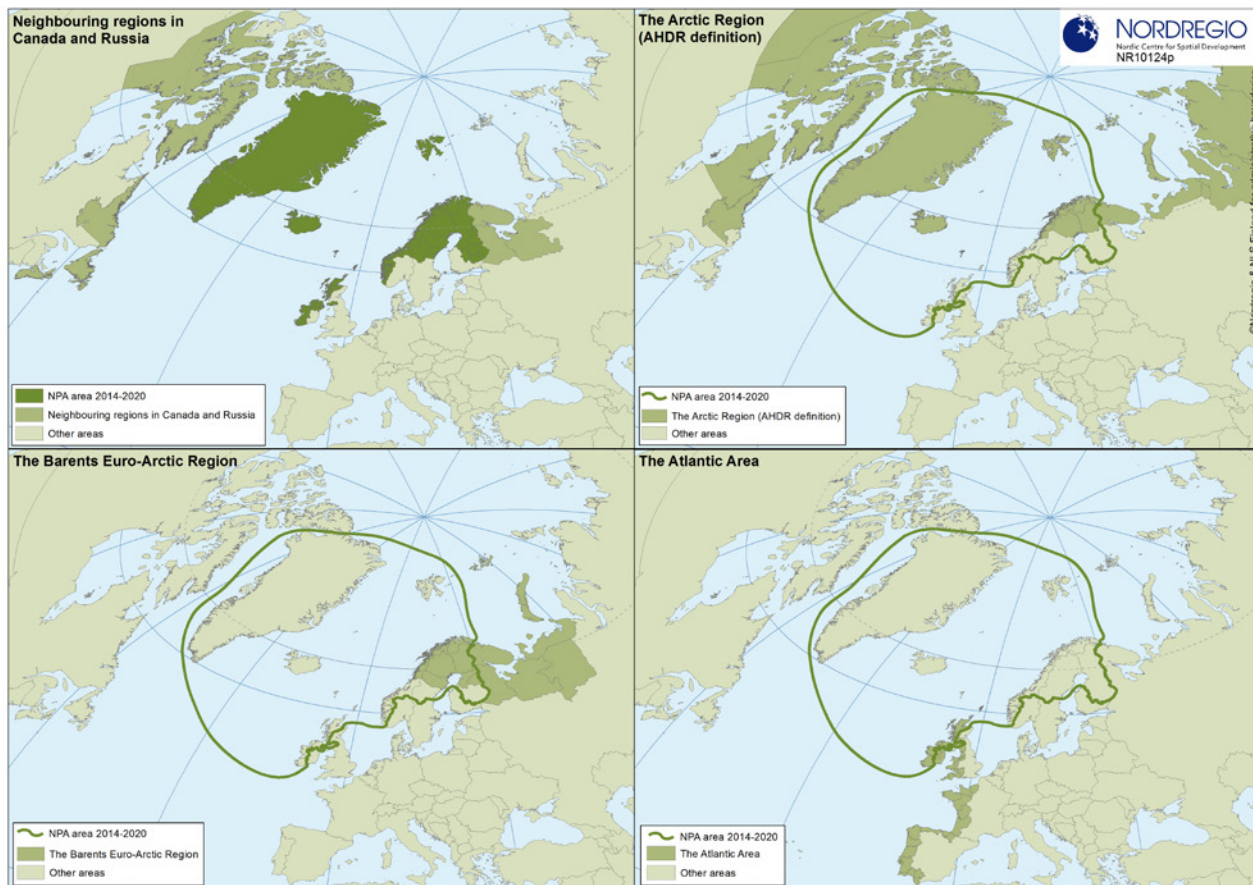 Neighbouring regions in
Canada and Russia
NPA area 2014-2020
Neighbouring regions in Canada and Russia
Other areas
The Arctic Region
(AHDR definition)
NORDREGIO
Nordic Centre for Spatial Development
NR10124p
NPA area 2014-2020
The Arctic Region (AHDR definition)
Other areas
The Barents Euro-Arctic Region
NPA area 2014-2020
The Barents Euro-Arctic Region
Other areas
The Atlantic Area
NPA area 2014-2020
The Atlantic Area
Other areas